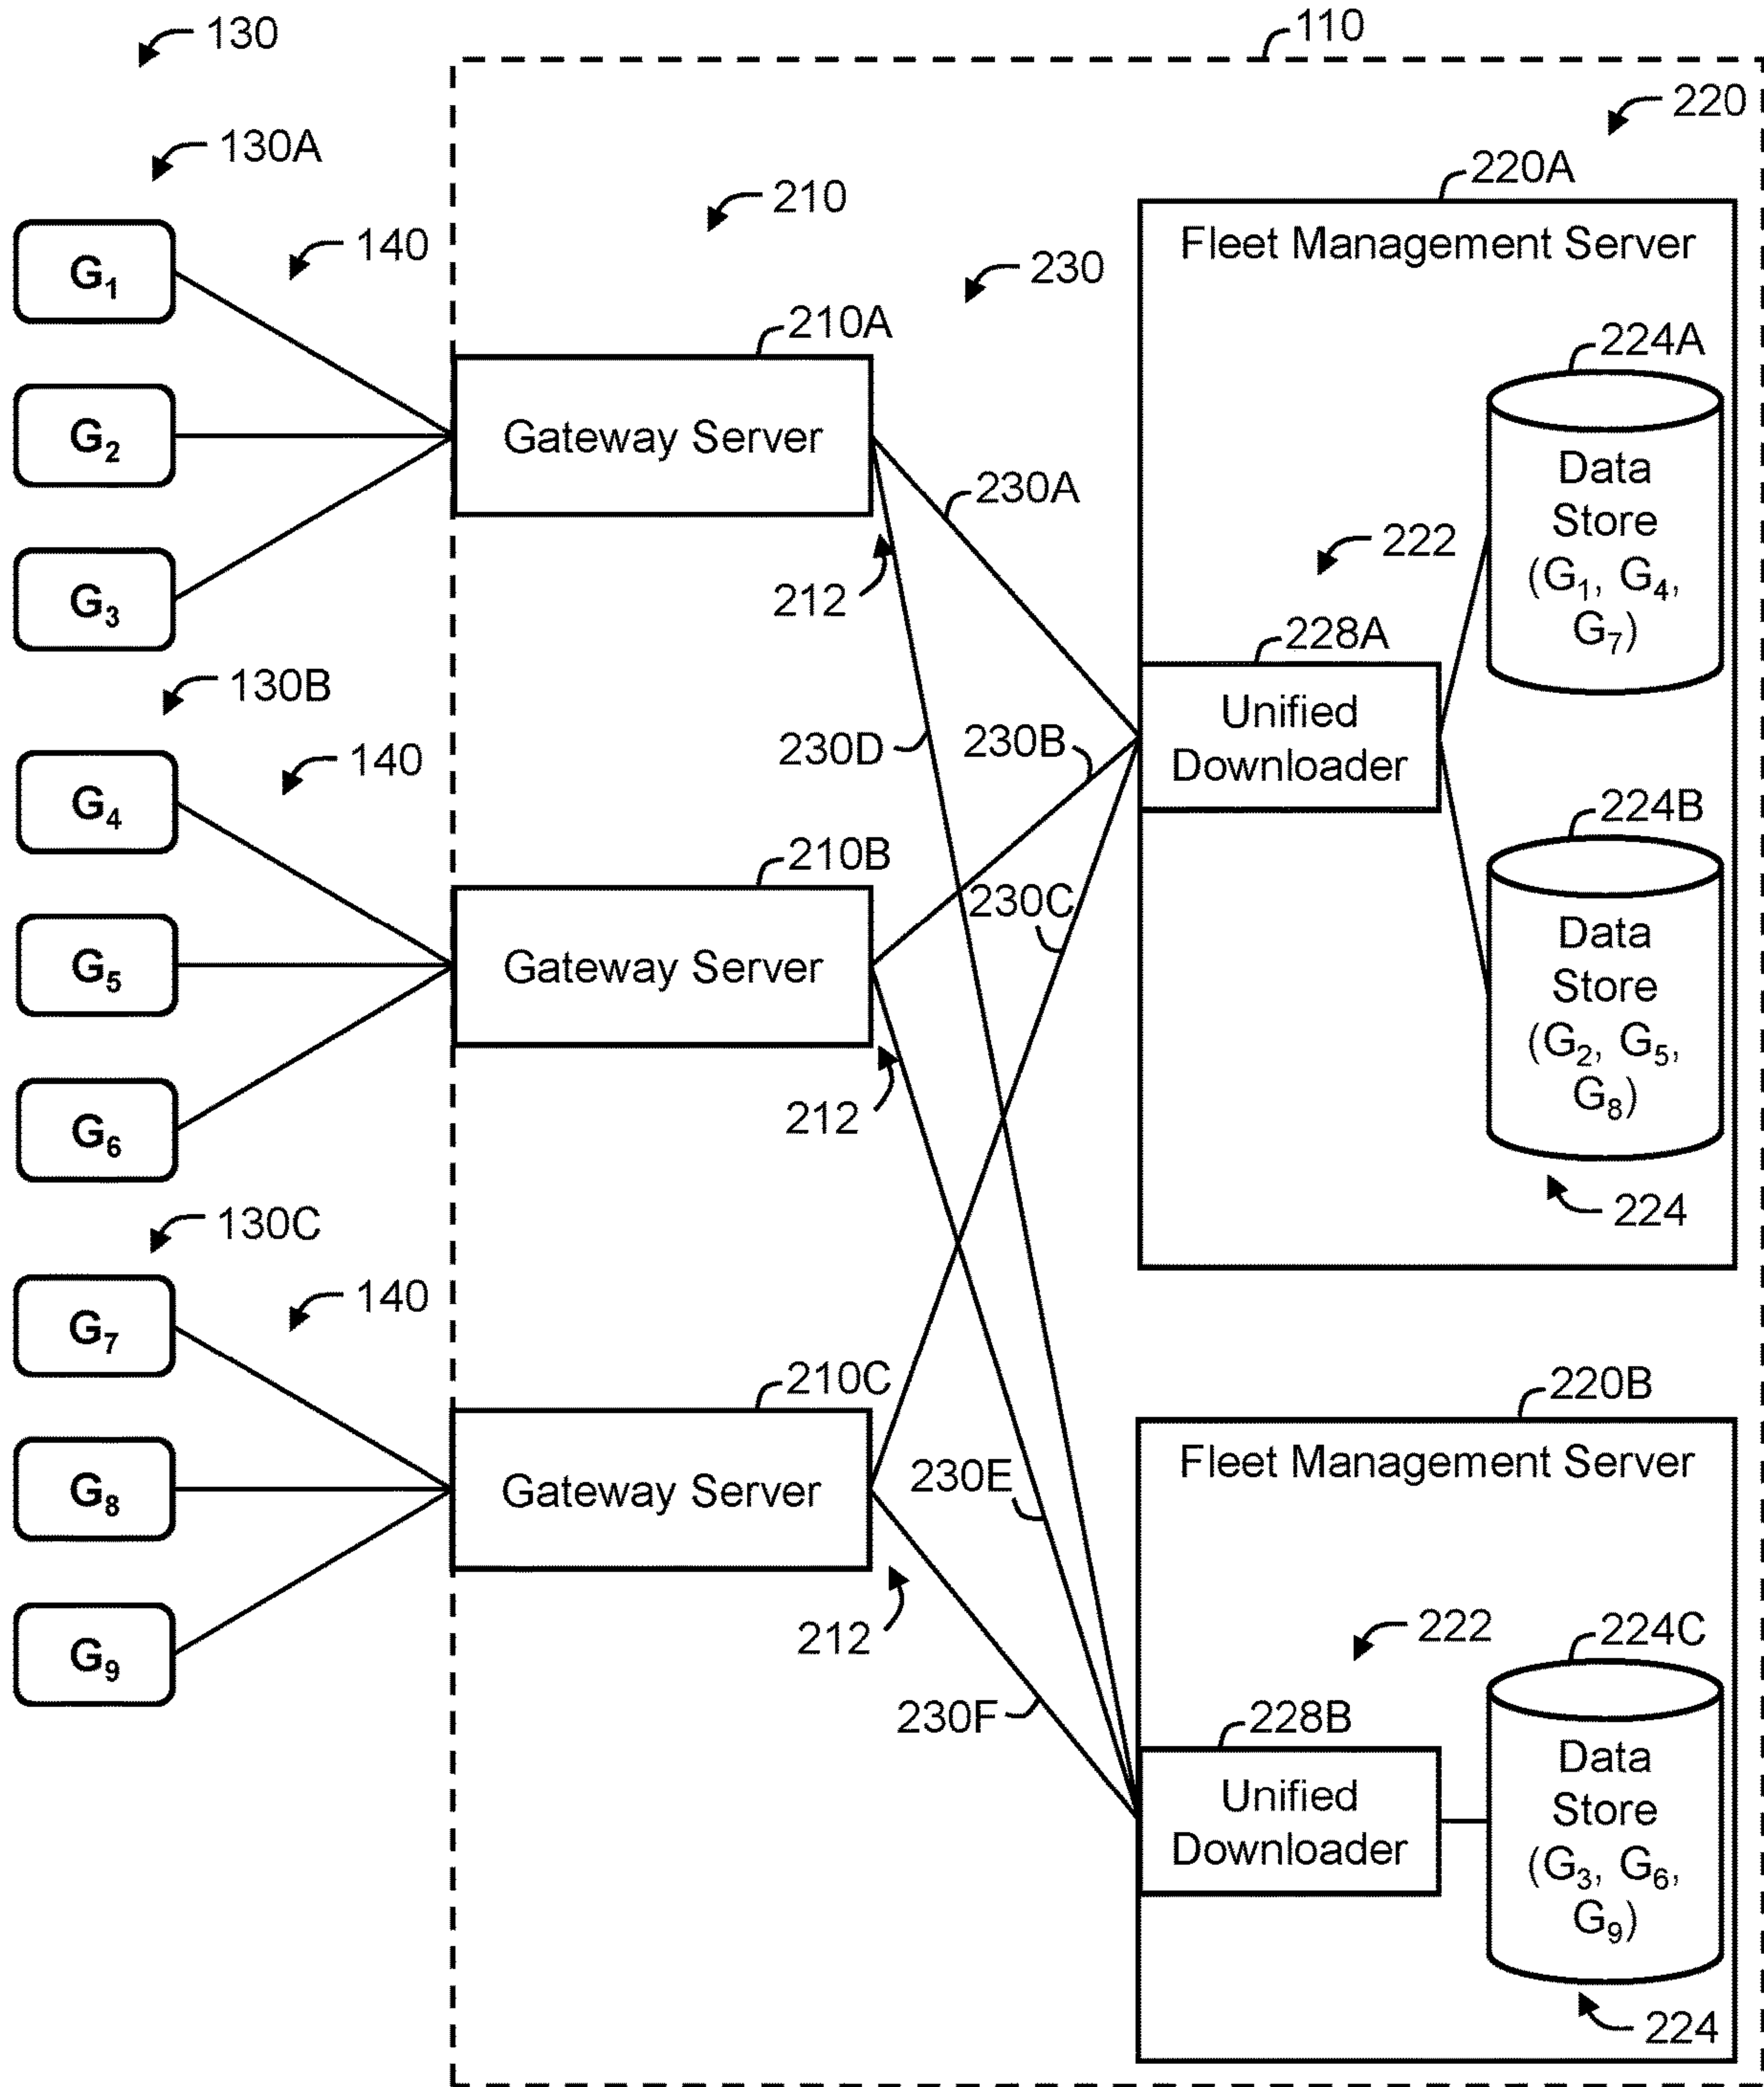 130
110
220
130A
220A
210
140
Fleet Management Server
230
G1
210A
224A
G2
Gateway Server
Data
Store
(G1, G4,
G7)
230A
222
G3
212
228A
130B
Unified
Downloader
230D
230B
140
224B
G4
210B
230C
Data
Store
(G2, G5,
G8)
G5
Gateway Server
212
G6
224
130C
140
G7
210C
220B
Fleet Management Server
G8
Gateway Server
230E
G9
212
222
224C
230F
228B
Data
Store
(G3, G6,
G9)
Unified
Downloader
224